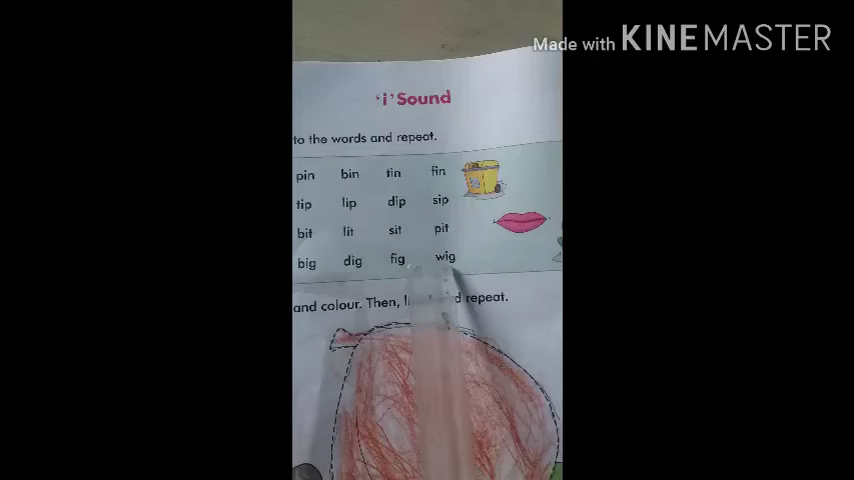 Made with KINEMASTER
'i' Sound
to the words and repeat.
pin bin tin fin
tip lip dip sip
bit lit sit pit
big dig fig wig
and colour. Then, repeat.